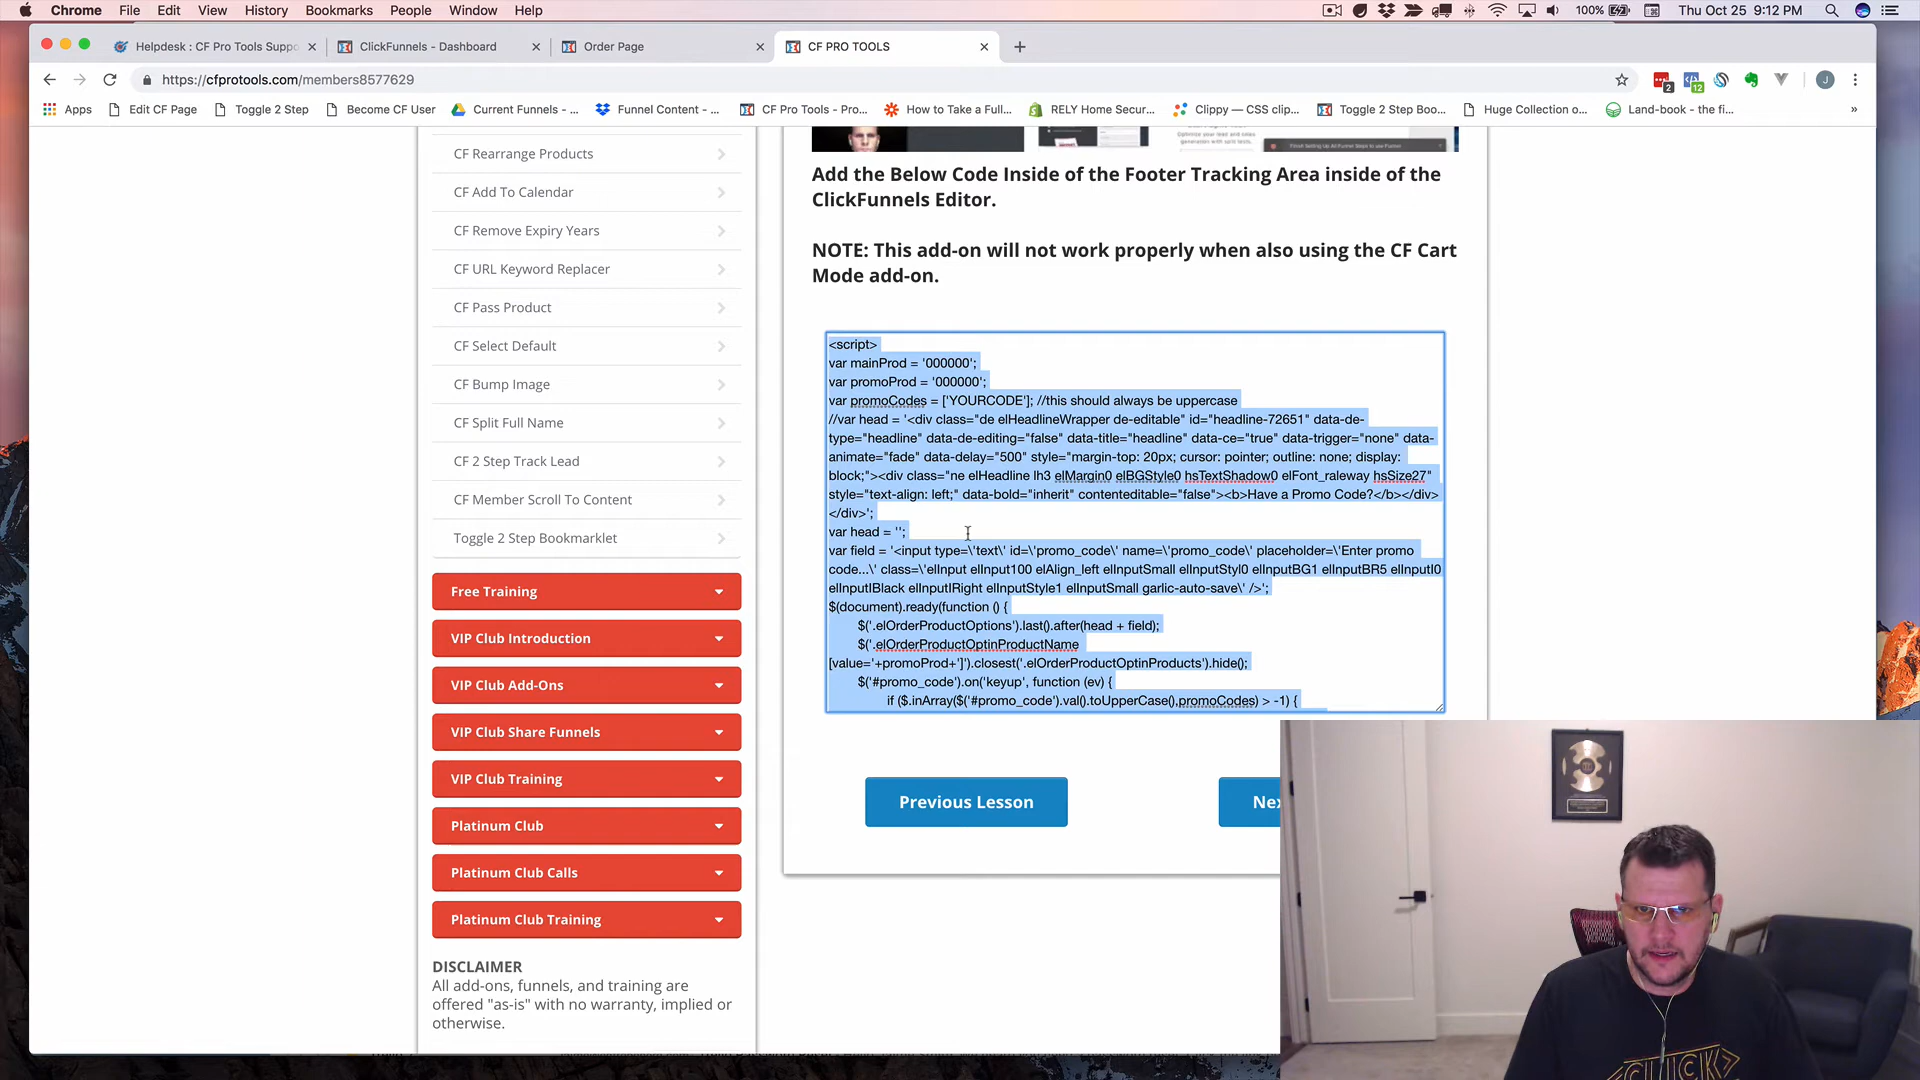 Chrome File Edit View History Bookmarks People Window Help
100% Thu Oct 25 9:12 PM
Helpdesk : CF Pro Tools Suppo
ClickFunnels - Dashboard
Order Page
CF PRO TOOLS
https://cfprotools.com/members8577629
2
12
J
Apps
Edit CF Page
Toggle 2 Step
Become CF User
Current Funnels - ...
Funnel Content - ...
CF Pro Tools - Pro...
How to Take a Full...
RELY Home Secur...
Clippy — CSS clip...
Toggle 2 Step Boo...
Huge Collection o...
Land-book - the fi...
»
CF Rearrange Products
CF Add To Calendar
CF Remove Expiry Years
CF URL Keyword Replacer
CF Pass Product
CF Select Default
CF Bump Image
CF Split Full Name
CF 2 Step Track Lead
CF Member Scroll To Content
Toggle 2 Step Bookmarklet
Free Training
VIP Club Introduction
VIP Club Add-Ons
VIP Club Share Funnels
VIP Club Training
Platinum Club
Platinum Club Calls
Platinum Club Training
DISCLAIMER
All add-ons, funnels, and training are
offered "as-is" with no warranty, implied or
otherwise.
Add the Below Code Inside of the Footer Tracking Area inside of the
ClickFunnels Editor.
NOTE: This add-on will not work properly when also using the CF Cart
Mode add-on.
<script>
var mainProd = '000000';
var promoProd = '000000';
var promoCodes = ['YOURCODE']; //this should always be uppercase
//var head = '<div class="de elHeadlineWrapper de-editable" id="headline-72651" data-de-
type="headline" data-de-editing="false" data-title="headline" data-ce="true" data-trigger="none" data-
animate="fade" data-delay="500" style="margin-top: 20px; cursor: pointer; outline: none; display:
block;"><div class="ne elHeadline lh3 elMargin0 elBGStyle0 hsTextShadow0 elFont_raleway hsSize27"
style="text-align: left;" data-bold="inherit" contenteditable="false"><b>Have a Promo Code?</b></div>
</div>';
var head = '';
var field = '<input type=\'text\' id=\'promo_code\' name=\'promo_code\' placeholder=\'Enter promo
code...\' class=\'elInput elInput100 elAlign_left elInputSmall elInputStyl0 elInputBG1 elInputBR5 elInputI0
elInputIBlack elInputIRight elInputStyle1 elInputSmall garlic-auto-save\' />';
$(document).ready(function () {
$('.elOrderProductOptions').last().after(head + field);
$('.elOrderProductOptinProductName
[value='+promoProd+']').closest('.elOrderProductOptinProducts').hide();
$('#promo_code').on('keyup', function (ev) {
if ($.inArray($('#promo_code').val().toUpperCase(),promoCodes) > -1) {
Previous Lesson
Nex